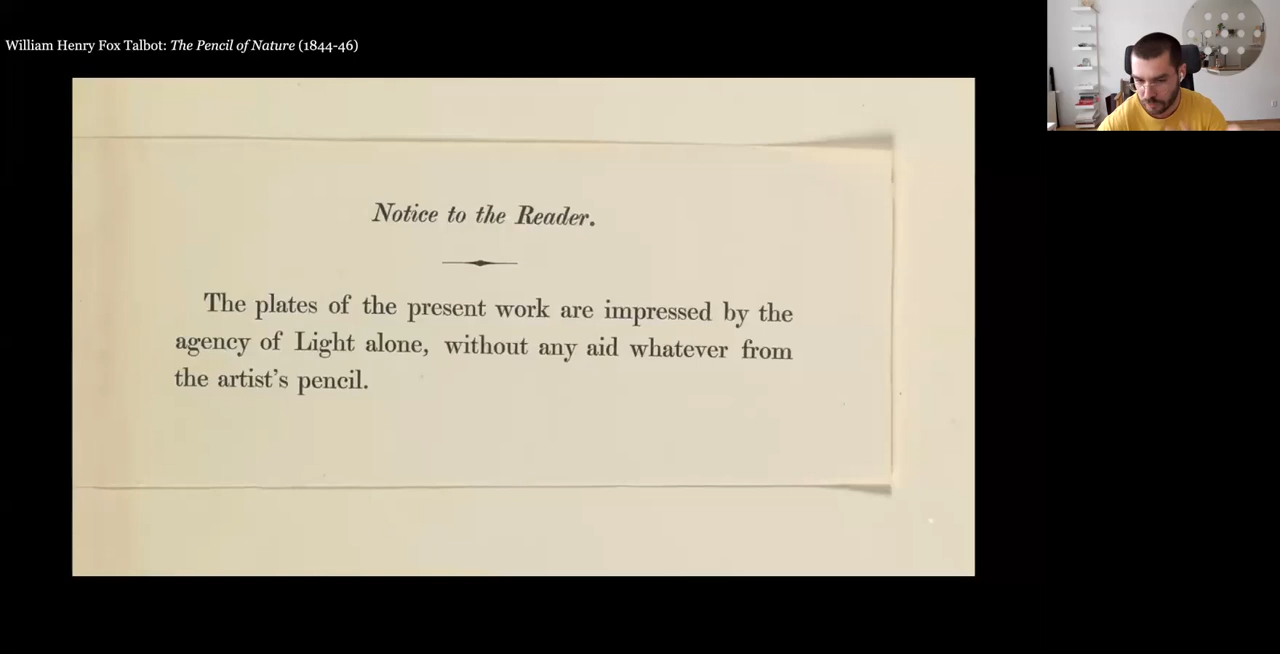 William Henry Fox Talbot: The Pencil of Nature (1844-46)
Notice to the Reader.
The plates of the present work are impressed by the
agency of Light alone, without any aid whatever from
the artist's pencil.